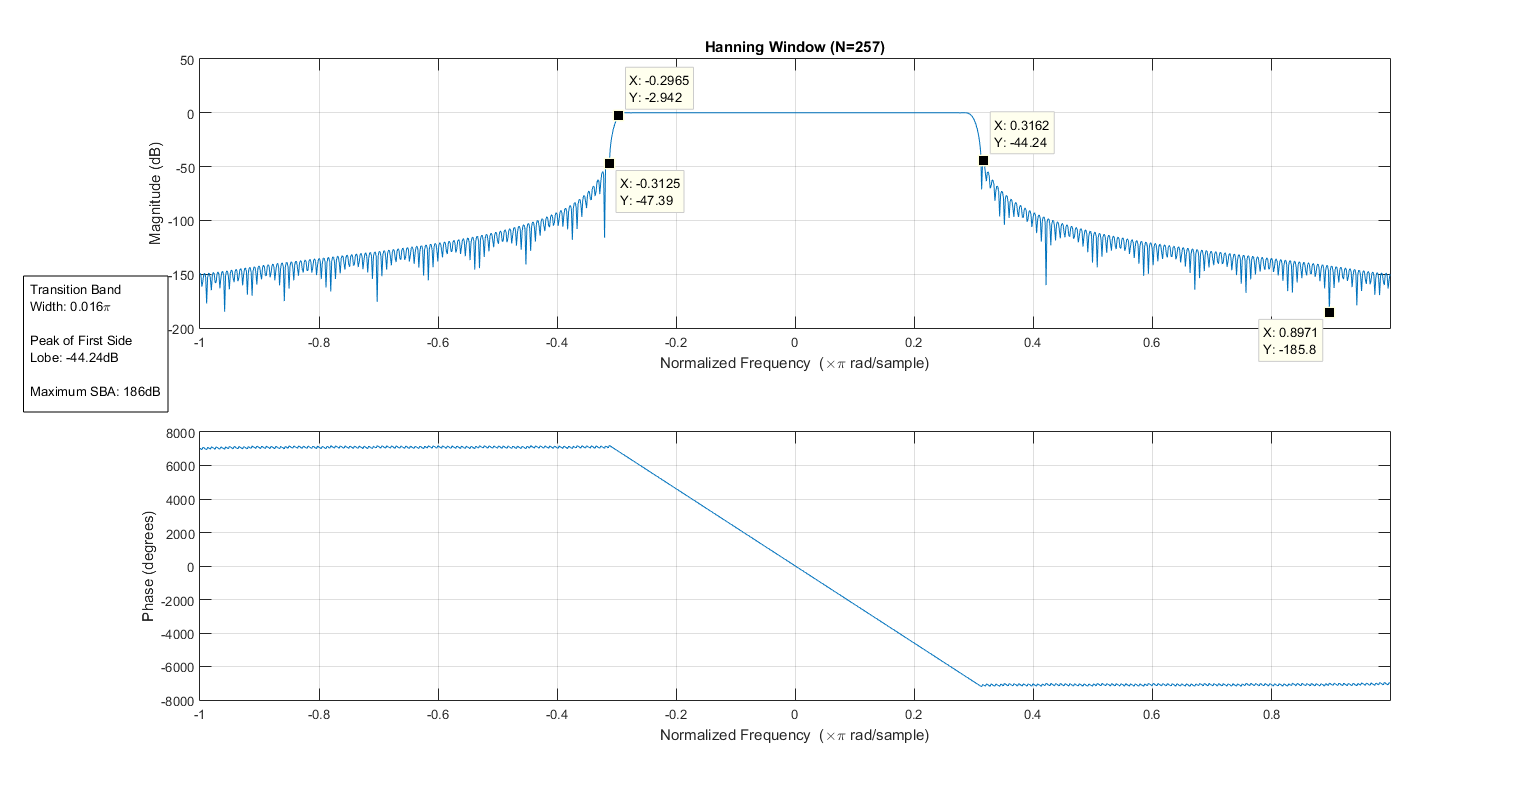 Hanning Window (N=257)
50
0
-50
-100
-150
-200
Magnitude (dB)
X: -0.2965
Y: -2.942
X: 0.3162
Y: -44.24
X: -0.3125
Y: -47.39
X: 0.8971
Y: -185.8
-1
-0.8
-0.6
-0.4
-0.2
0
0.2
0.4
0.6
0.8
Normalized Frequency (×π rad/sample)
Transition Band
Width: 0.016π
Peak of First Side
Lobe: -44.24dB
Maximum SBA: 186dB
8000
6000
4000
2000
0
-2000
-4000
-6000
-8000
Phase (degrees)
-1
-0.8
-0.6
-0.4
-0.2
0
0.2
0.4
0.6
0.8
Normalized Frequency (×π rad/sample)